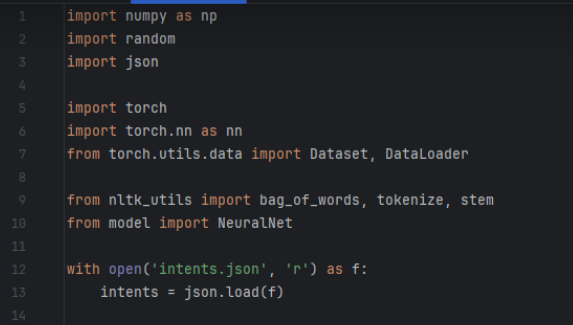 1 import numpy as np
2 import random
3 import json
4
5 import torch
6 import torch.nn as nn
7 from torch.utils.data import Dataset, DataLoader
8
9 from nltk_utils import bag_of_words, tokenize, stem
10 from model import NeuralNet
11
12 with open('intents.json', 'r') as f:
13     intents = json.load(f)
14